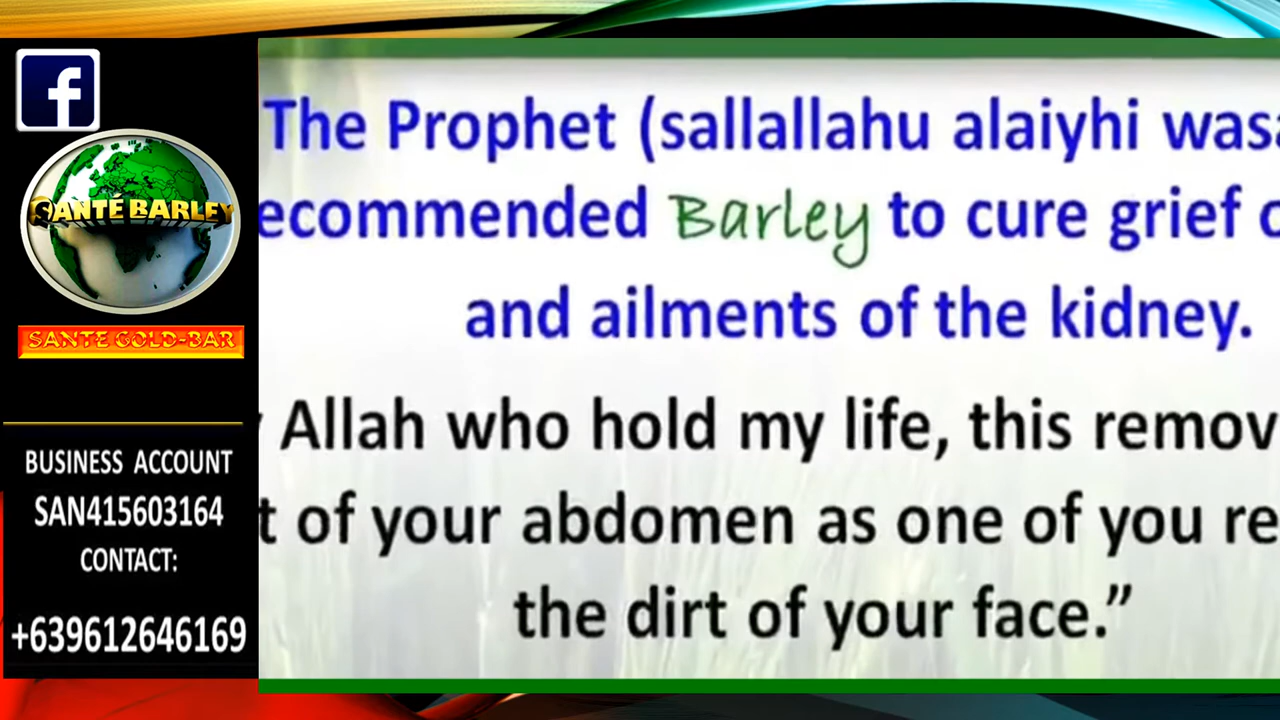 f
SANTÉ BARLEY
SANTE GOLD-BAR
BUSINESS ACCOUNT
SAN415603164
CONTACT:
+639612646169
The Prophet (sallallahu alaiyhi was
ecommended Barley to cure grief
and ailments of the kidney.
Allah who hold my life, this remov
t of your abdomen as one of you re
the dirt of your face.”